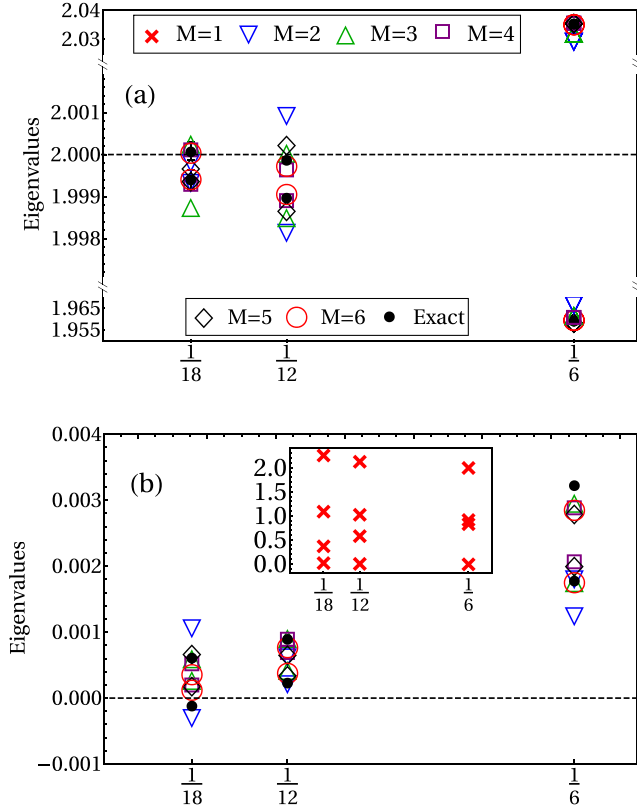 2.04
2.03
M=1 M=2 M=3 M=4
(a)
2.001
2.000
1.999
1.998
Eigenvalues
1.965
1.955
M=5 M=6 Exact
1/18 1/12 1/6
0.004
0.003
0.002
0.001
0.000
−0.001
(b)
Eigenvalues
2.0
1.5
1.0
0.5
0.0
1/18 1/12 1/6
1/18 1/12 1/6